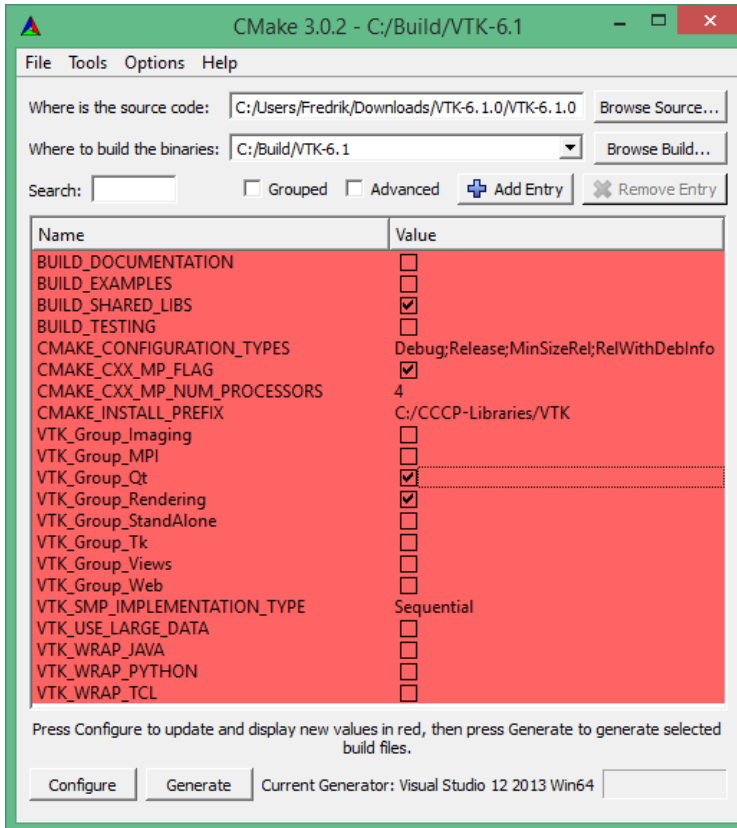 CMake 3.0.2 - C:/Build/VTK-6.1
File Tools Options Help
Where is the source code: C:/Users/Fredrik/Downloads/VTK-6.1.0/VTK-6.1.0 Browse Source...
Where to build the binaries: C:/Build/VTK-6.1 Browse Build...
Search: Grouped Advanced Add Entry Remove Entry
Name Value
BUILD_DOCUMENTATION
BUILD_EXAMPLES
BUILD_SHARED_LIBS
BUILD_TESTING
CMAKE_CONFIGURATION_TYPES Debug;Release;MinSizeRel;RelWithDebInfo
CMAKE_CXX_MP_FLAG
CMAKE_CXX_MP_NUM_PROCESSORS 4
CMAKE_INSTALL_PREFIX C:/CCCP-Libraries/VTK
VTK_Group_Imaging
VTK_Group_MPI
VTK_Group_Qt
VTK_Group_Rendering
VTK_Group_StandAlone
VTK_Group_Tk
VTK_Group_Views
VTK_Group_Web
VTK_SMP_IMPLEMENTATION_TYPE Sequential
VTK_USE_LARGE_DATA
VTK_WRAP_JAVA
VTK_WRAP_PYTHON
VTK_WRAP_TCL
Press Configure to update and display new values in red, then press Generate to generate selected
build files.
Configure Generate Current Generator: Visual Studio 12 2013 Win64